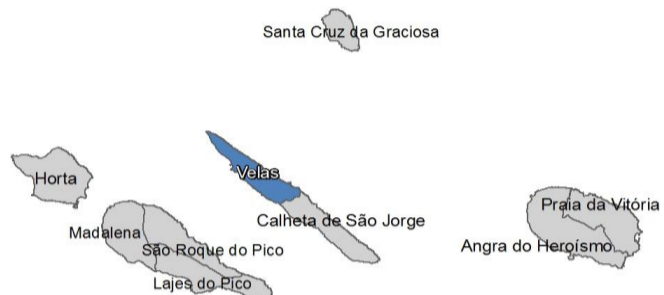 Santa Cruz da Graciosa
Velas
Horta
Praia da Vitória
Calheta de São Jorge
Madalena
Angra do Heroísmo
São Roque do Pico
Lajes do Pico